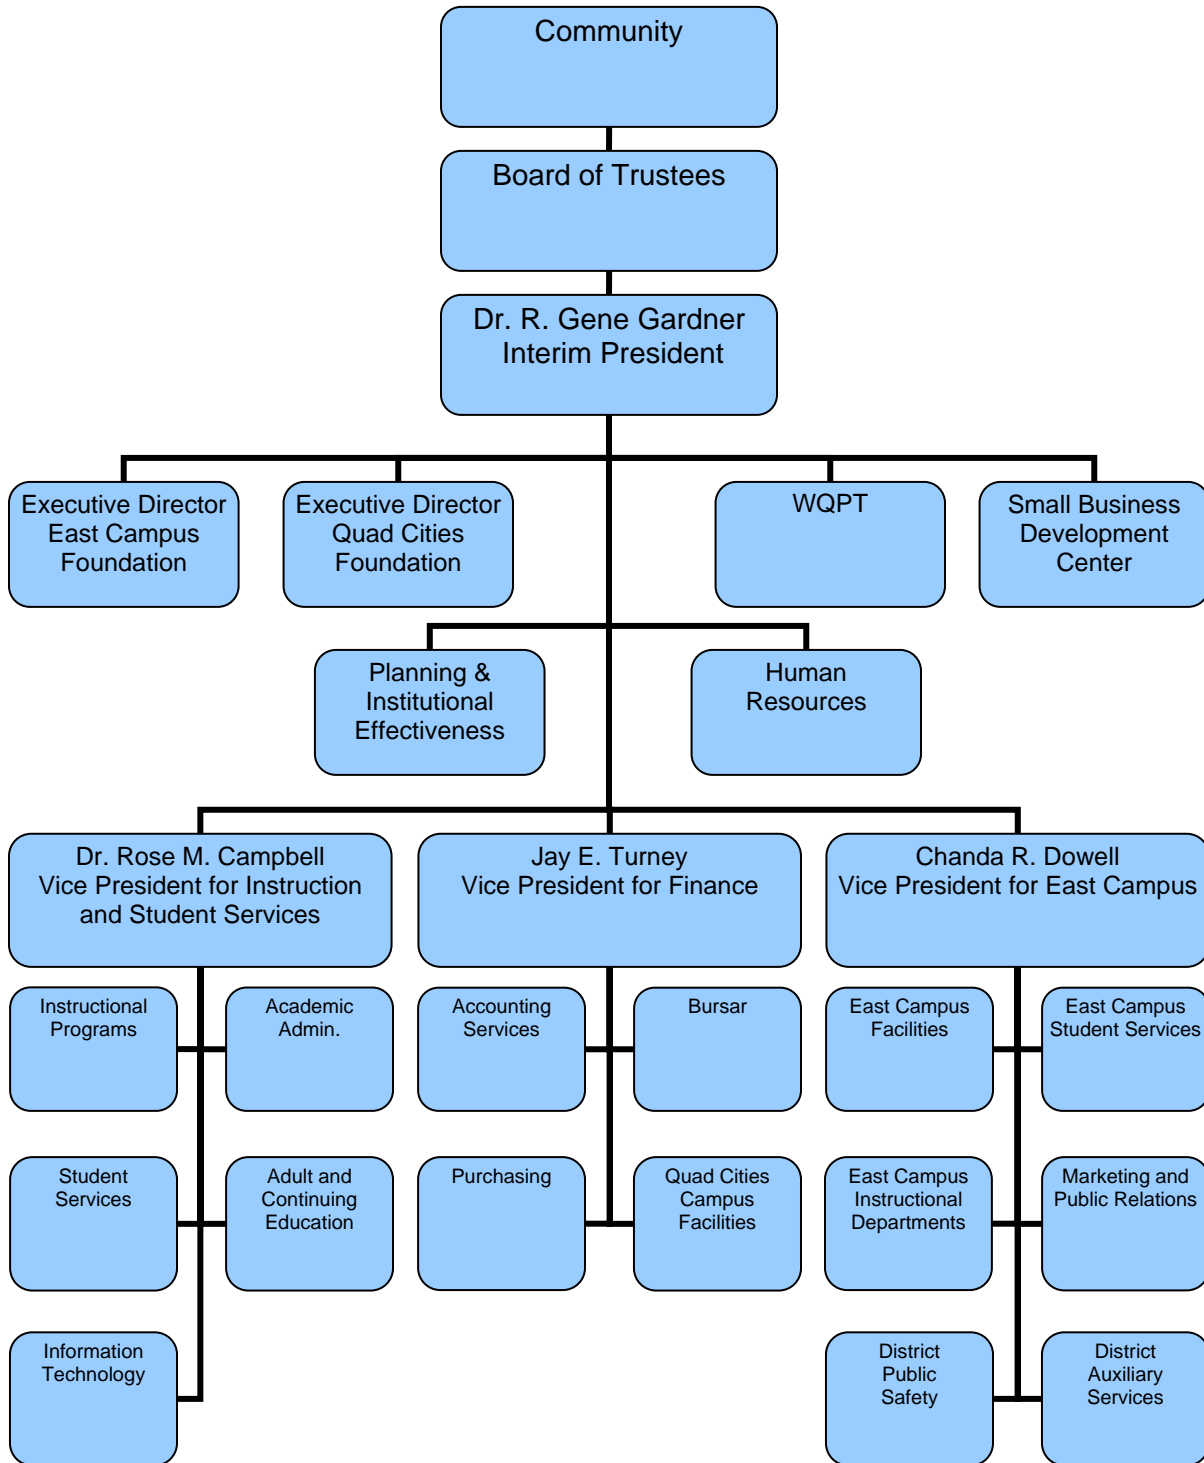 Community
Board of Trustees
Dr. R. Gene Gardner
Interim President
Executive Director
East Campus
Foundation
Executive Director
Quad Cities
Foundation
WQPT
Small Business
Development
Center
Planning &
Institutional
Effectiveness
Human
Resources
Dr. Rose M. Campbell
Vice President for Instruction
and Student Services
Jay E. Turney
Vice President for Finance
Chanda R. Dowell
Vice President for East Campus
Instructional
Programs
Academic
Admin.
Accounting
Services
Bursar
East Campus
Facilities
East Campus
Student Services
Student
Services
Adult and
Continuing
Education
Purchasing
Quad Cities
Campus
Facilities
East Campus
Instructional
Departments
Marketing and
Public Relations
Information
Technology
District
Public
Safety
District
Auxiliary
Services